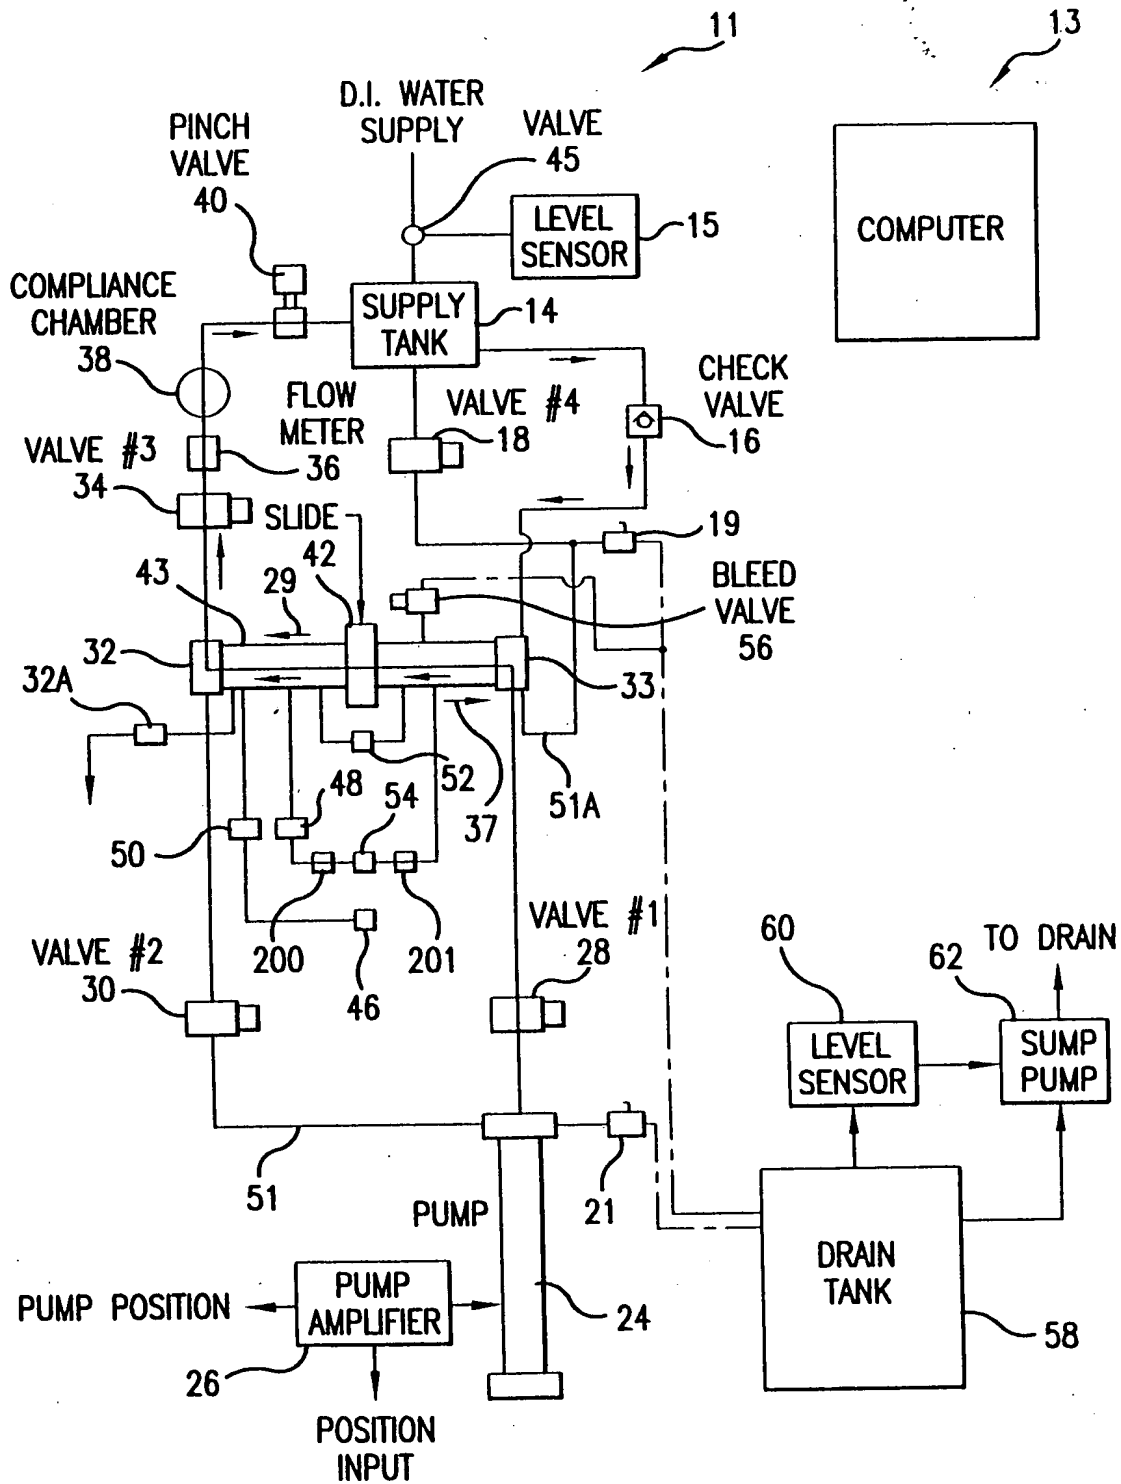 11
13
D.I. WATER
SUPPLY
PINCH
VALVE
40
VALVE
45
LEVEL
SENSOR
15
COMPUTER
COMPLIANCE
CHAMBER
38
SUPPLY
TANK
14
FLOW
METER
36
VALVE #4
18
CHECK
VALVE
16
VALVE #3
34
SLIDE
42
19
43
29
BLEED
VALVE
56
32
33
32A
52
51A
37
48
54
50
200
201
46
VALVE #1
28
VALVE #2
30
60
TO DRAIN
62
LEVEL
SENSOR
SUMP
PUMP
51
21
PUMP
DRAIN
TANK
58
PUMP POSITION
PUMP
AMPLIFIER
24
26
POSITION
INPUT